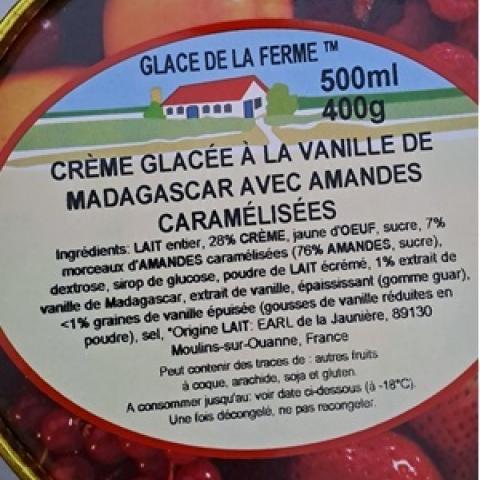 GLACE DE LA FERME ™
500ml
400g
CRÈME GLACÉE À LA VANILLE DE
MADAGASCAR AVEC AMANDES
CARAMÉLISÉES
Ingrédients: LAIT entier, 28% CRÈME, jaune d'OEUF, sucre, 7%
morceaux d'AMANDES caramélisées (76% AMANDES, sucre),
dextrose, sirop de glucose, poudre de LAIT écrémé, 1% extrait de
vanille de Madagascar, extrait de vanille, épaississant (gomme guar),
<1% graines de vanille épuisée (gousses de vanille réduites en
poudre), sel, *Origine LAIT: EARL de la Jaunière, 89130
Moulins-sur-Ouanne, France
Peut contenir des traces de : autres fruits
à coque, arachide, soja et gluten.
A consommer jusqu'au: voir date ci-dessous (à -18°C).
Une fois décongelé, ne pas recongeler.